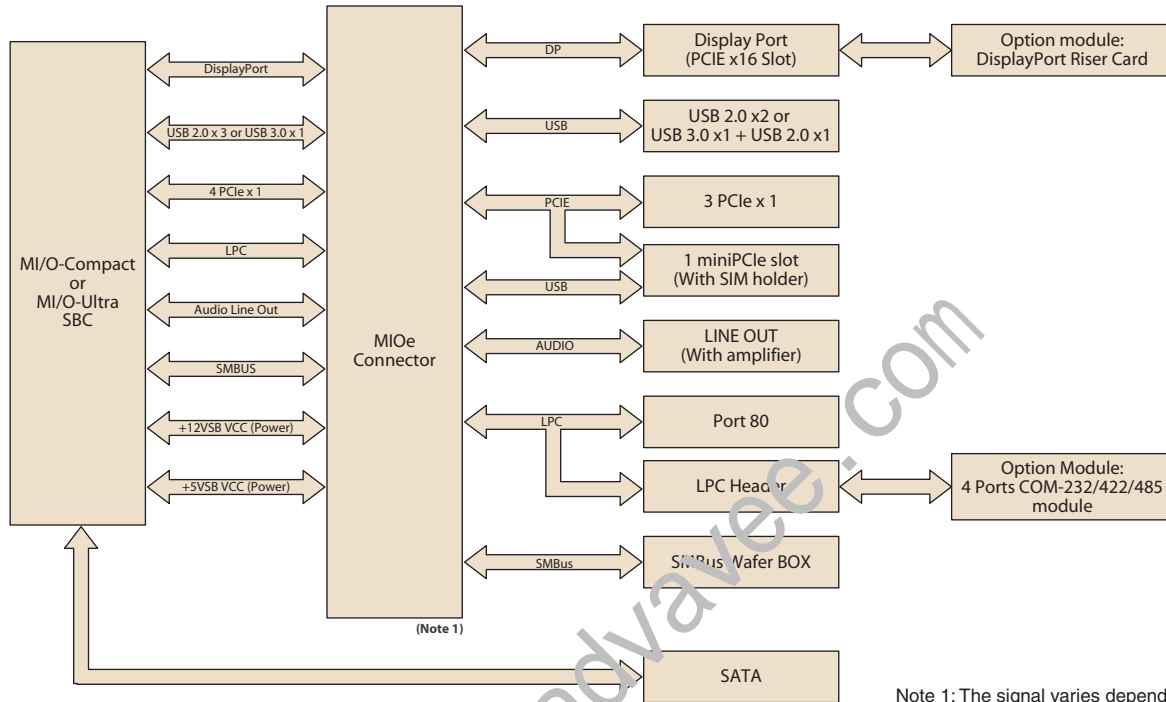 MI/O-Compact
or
MI/O-Ultra
SBC
DisplayPort
USB 2.0 x 3 or USB 3.0 x 1
4 PCIe x 1
LPC
Audio Line Out
SMBUS
+12VSB VCC (Power)
+5VSB VCC (Power)
MIOe
Connector
(Note 1)
DP
USB
PCIE
USB
AUDIO
LPC
SMBus
Display Port
(PCIE x16 Slot)
USB 2.0 x2 or
USB 3.0 x1 + USB 2.0 x1
3 PCIe x 1
1 miniPCIe slot
(With SIM holder)
LINE OUT
(With amplifier)
Port 80
LPC Header
SMBus Wafer BOX
SATA
Option module:
DisplayPort Riser Card
Option Module:
4 Ports COM-232/422/485
module
Note 1: The signal varies depend
advavee.com